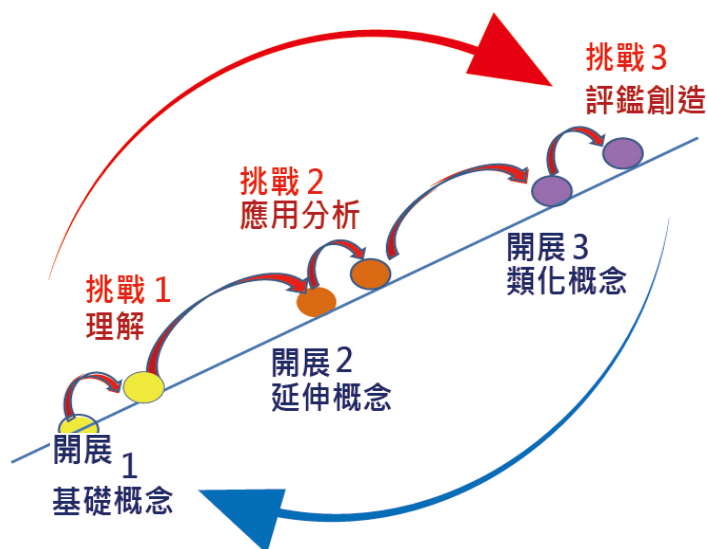 挑戰 3
評鑑創造
挑戰 2
應用分析
開展 3
類化概念
挑戰 1
理解
開展 2
延伸概念
開展 1
基礎概念